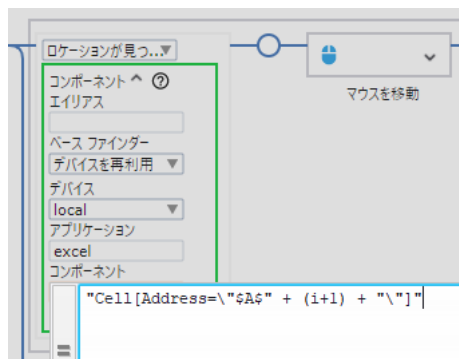 ロケーションが見つ...▼
コンポーネント ^ ?
エイリアス
ベース ファインダー
デバイスを再利用 ▼
デバイス
local ▼
アプリケーション
excel
コンポーネント
"Cell[Address=\"$A$" + (i+1) + "\"]"
マウスを移動